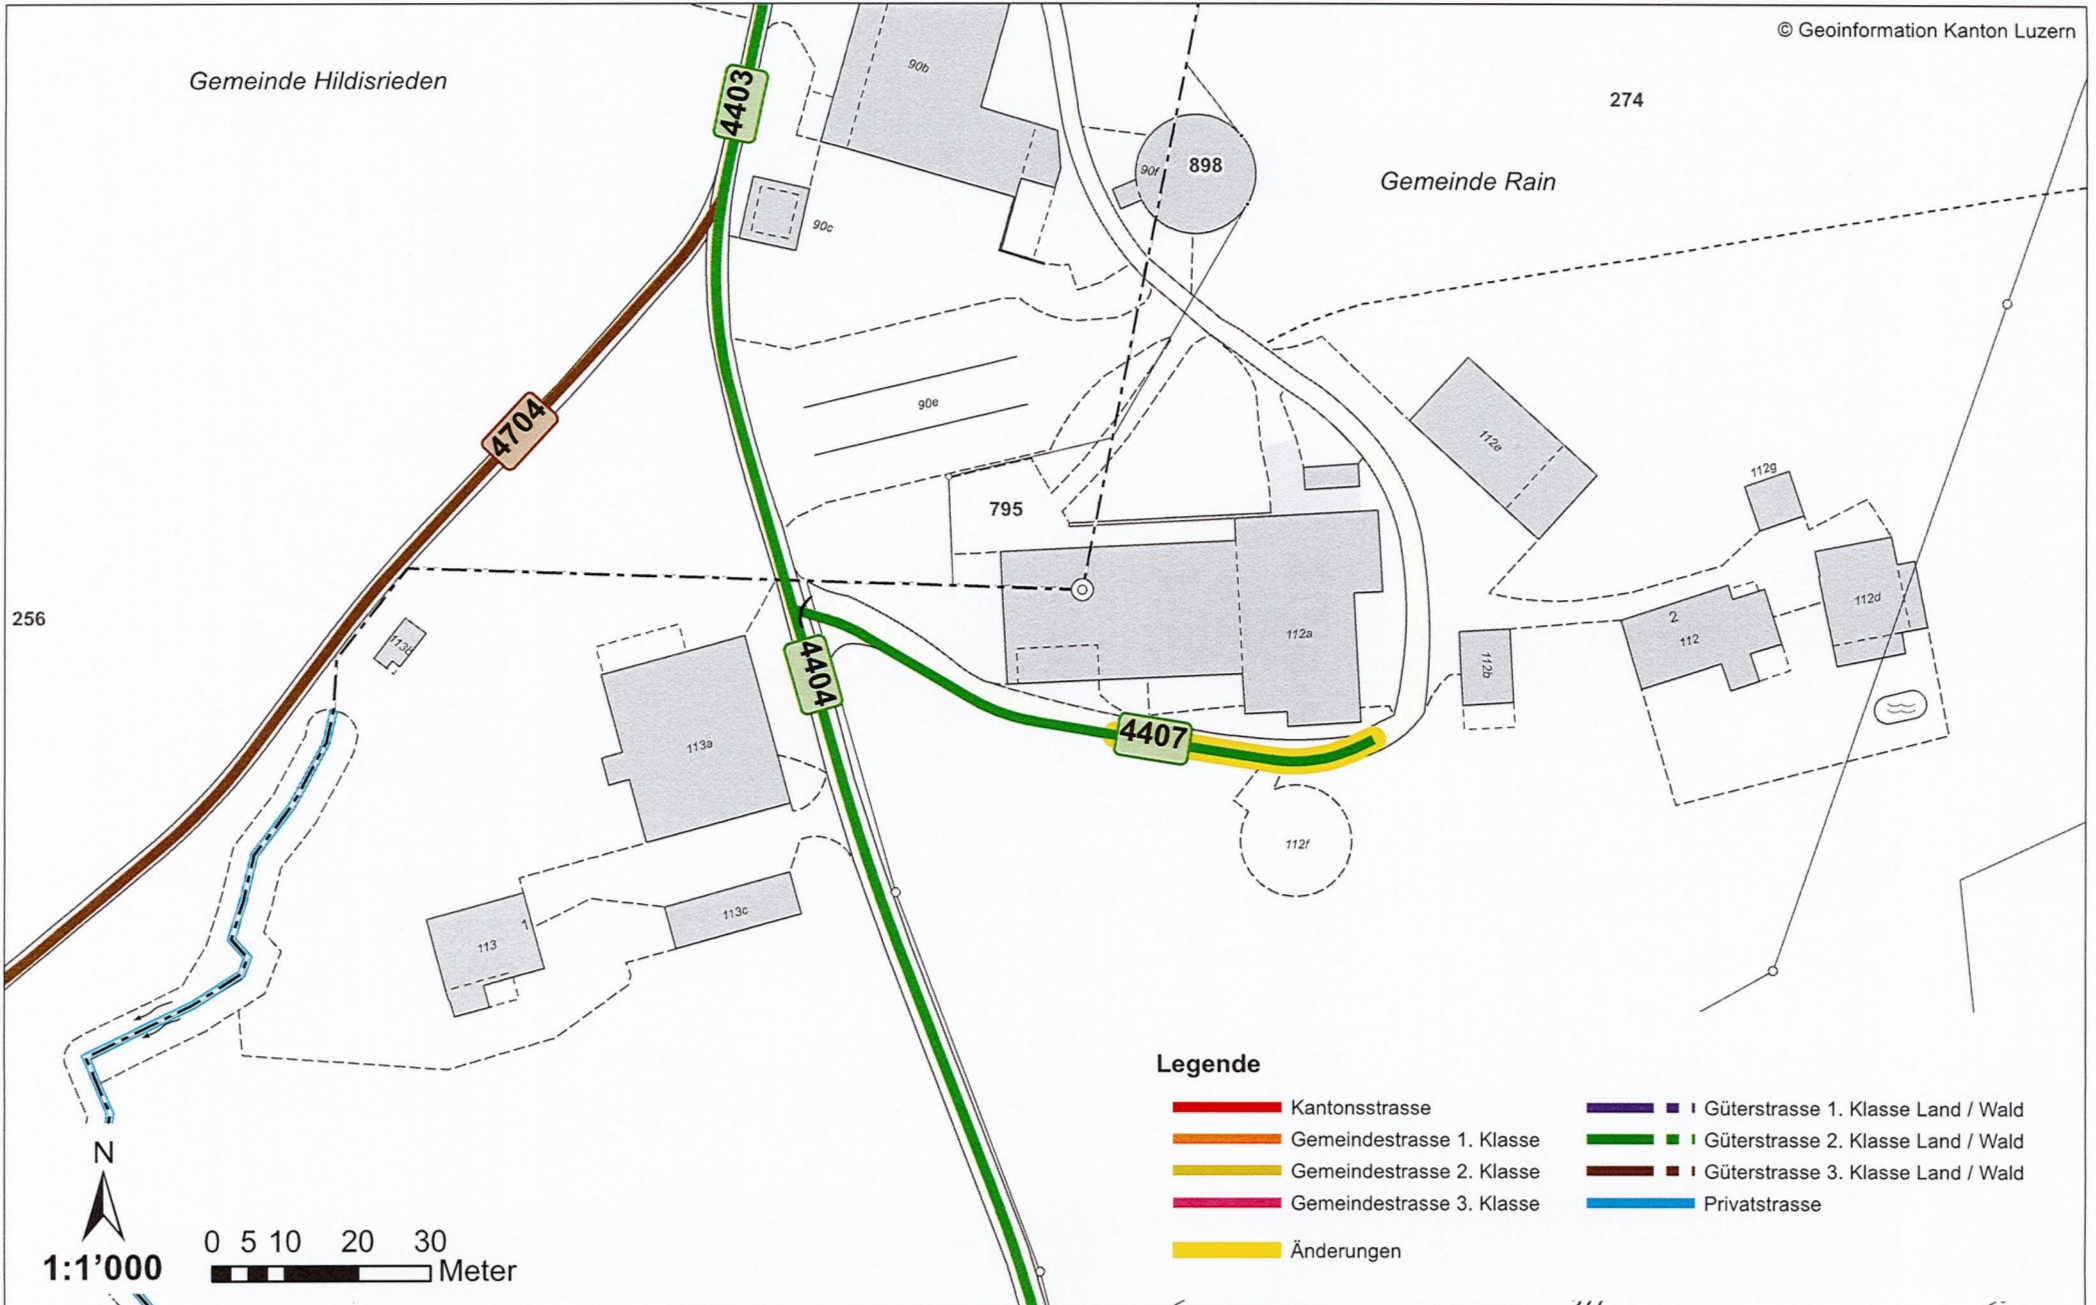 © Geoinformation Kanton Luzern
Gemeinde Hildisrieden
4403
90b
274
90f
898
Gemeinde Rain
90c
4704
90e
112e
112g
795
256
113b
112a
2
112
112d
112b
4404
113a
4407
112f
113
1
113c
Legende
Kantonsstrasse
Gemeindestrasse 1. Klasse
Gemeindestrasse 2. Klasse
Gemeindestrasse 3. Klasse
Änderungen
Güterstrasse 1. Klasse Land / Wald
Güterstrasse 2. Klasse Land / Wald
Güterstrasse 3. Klasse Land / Wald
Privatstrasse
N
1:1'000
0 5 10 20 30
Meter